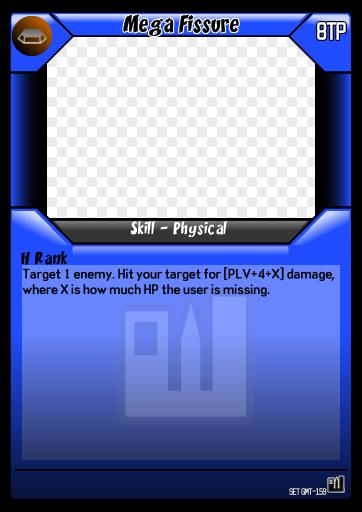 Mega Fissure
8TP
Skill - Physical
H Rank
Target 1 enemy. Hit your target for [PLV+4+X] damage,
where X is how much HP the user is missing.
SET GMT-159